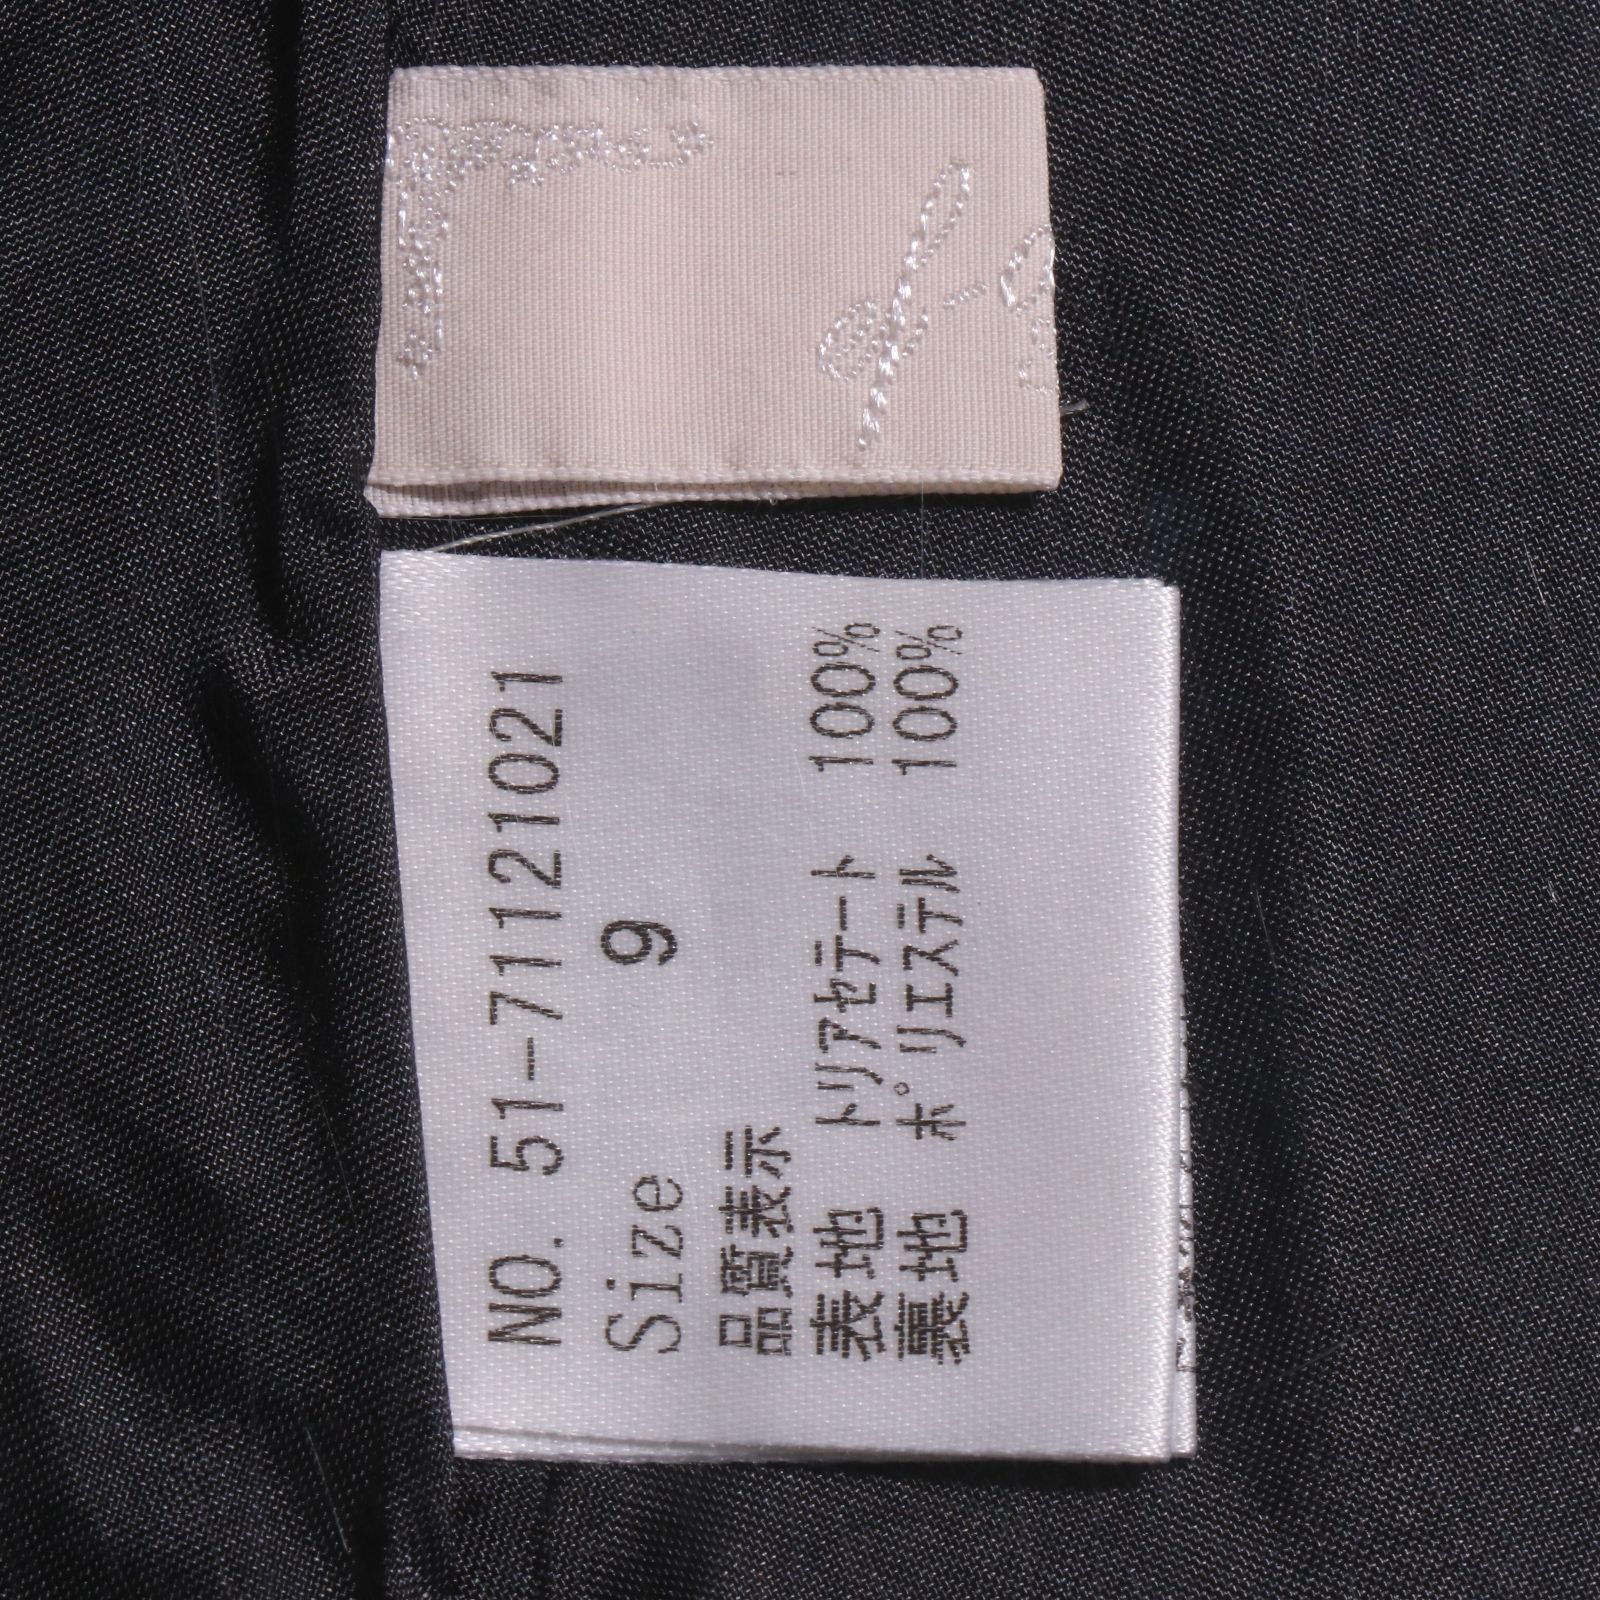 NO. 51-71121021
Size 9
品質表示
表地 トリアセテート 100%
裏地 ポリエステル 100%